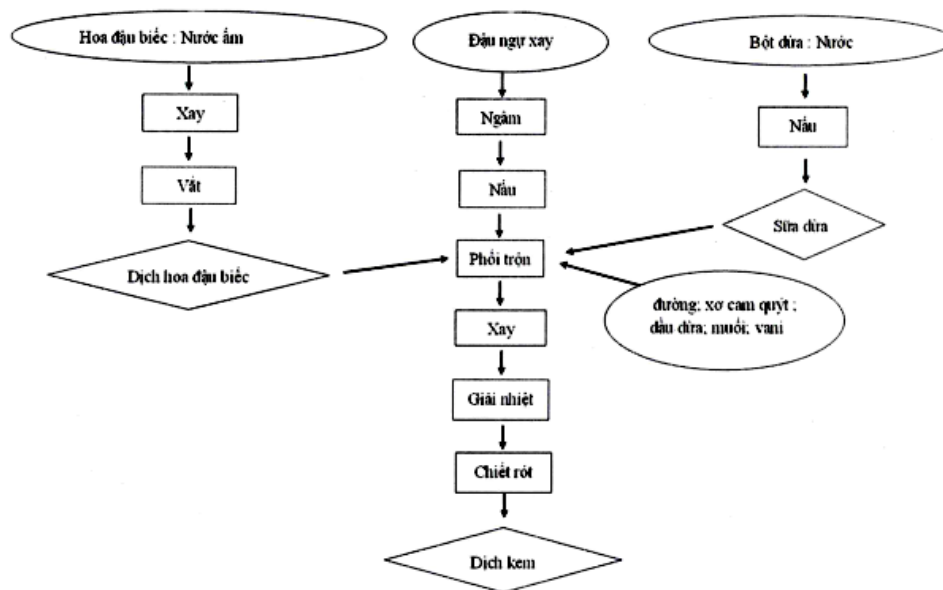 Hoa đậu biếc : Nước ấm
Xay
Vắt
Dịch hoa đậu biếc
Đậu ngự xay
Ngâm
Nấu
Phối trộn
Xay
Giải nhiệt
Chiết rót
Dịch kem
Bột dừa : Nước
Nấu
Sữa dừa
đường; xơ cam quýt ;
dầu dừa; muối; vani